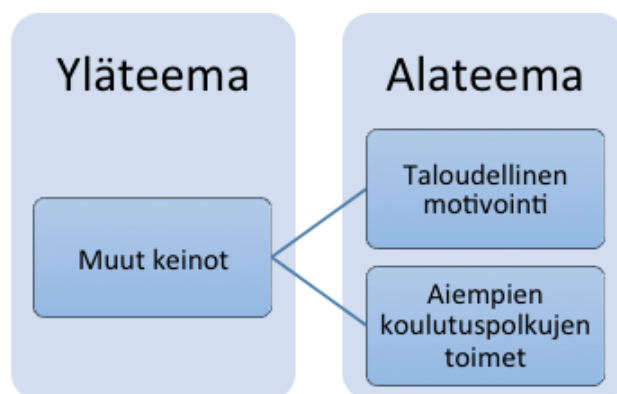 Yläteema
Alateema
Muut keinot
Taloudellinen
motivointi
Aiempien
koulutuspolkujen
toimet